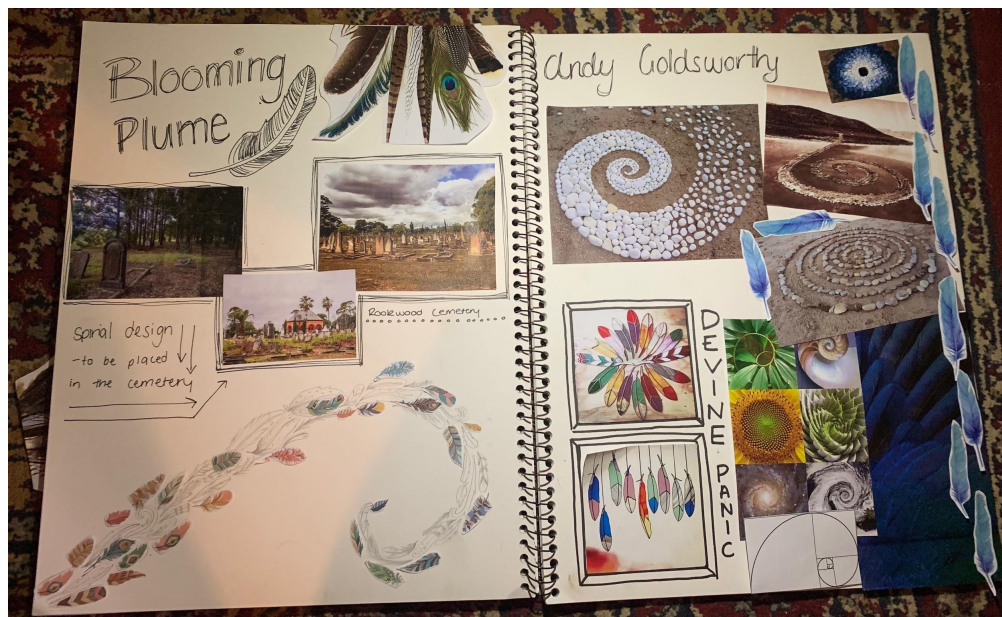 Blooming
Plume
Rookwood Cemetery
Spiral design
-to be placed
in the cemetery
Andy Goldsworthy
DEVINE PANIC